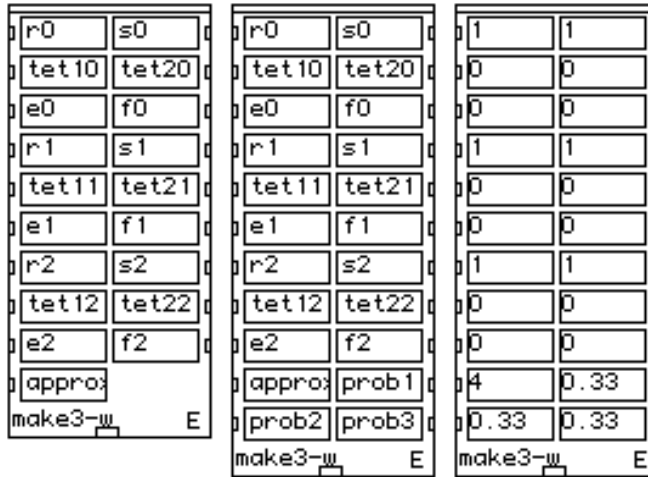 r0 s0 r0 s0 1 1
tet10 tet20 tet10 tet20 0 0
e0 f0 e0 f0 0 0
r1 s1 r1 s1 1 1
tet11 tet21 tet11 tet21 0 0
e1 f1 e1 f1 0 0
r2 s2 r2 s2 1 1
tet12 tet22 tet12 tet22 0 0
e2 f2 e2 f2 0 0
approx approx prob1 4 0.33
make3-w E prob2 prob3 0.33 0.33
make3-w E make3-w E